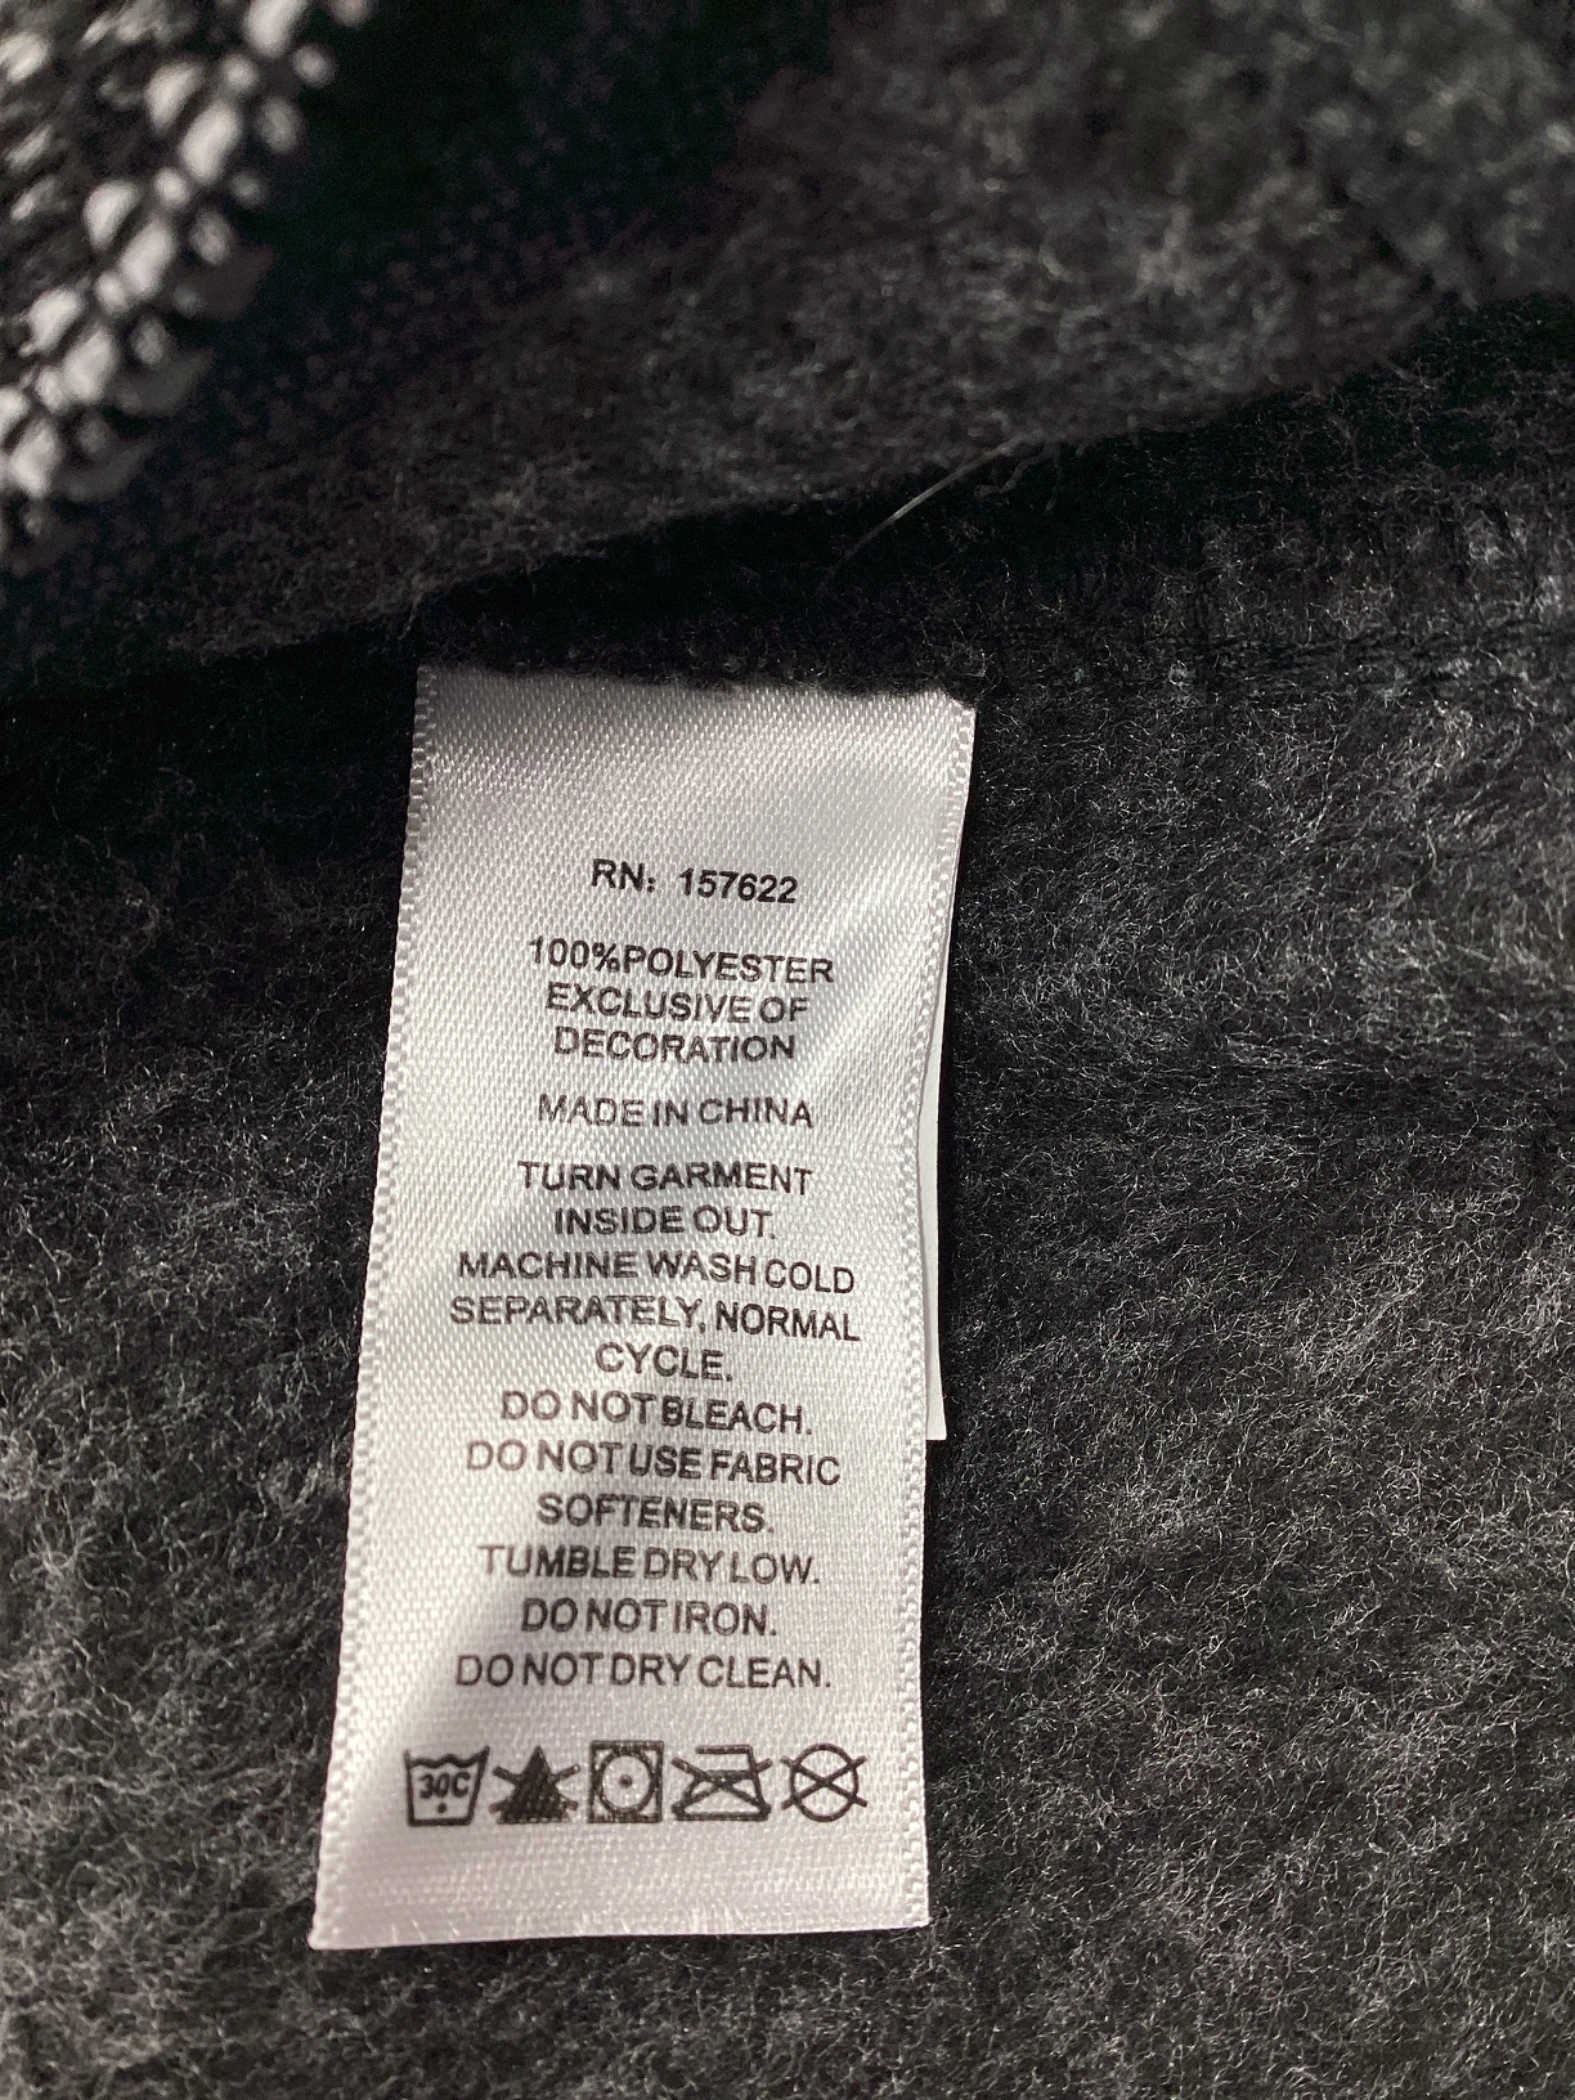 RN: 157622
100%POLYESTER
EXCLUSIVE OF
DECORATION
MADE IN CHINA
TURN GARMENT
INSIDE OUT.
MACHINE WASH COLD
SEPARATELY, NORMAL
CYCLE.
DO NOT BLEACH.
DO NOT USE FABRIC
SOFTENERS.
TUMBLE DRY LOW.
DO NOT IRON.
DO NOT DRY CLEAN.
30C